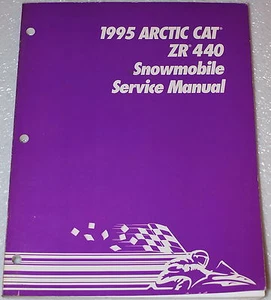 1995 ARCTIC CAT®
ZR® 440
Snowmobile
Service Manual